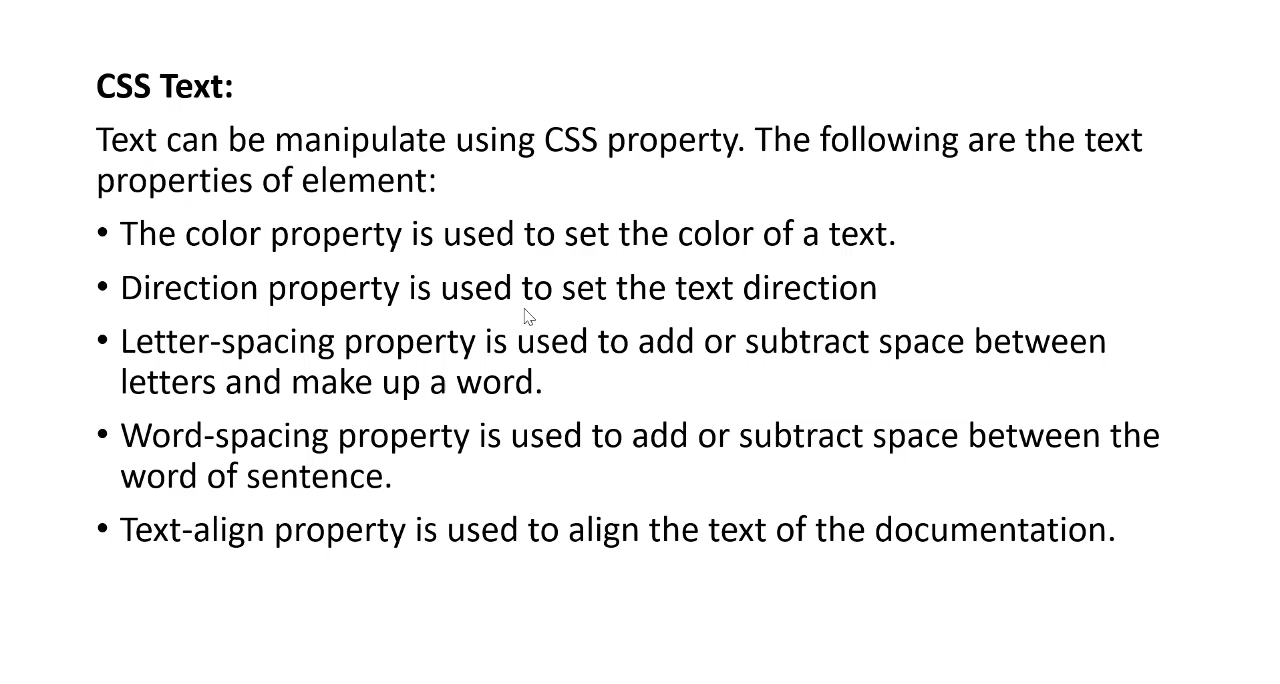 CSS Text:
Text can be manipulate using CSS property. The following are the text
properties of element:
• The color property is used to set the color of a text.
• Direction property is used to set the text direction
• Letter-spacing property is used to add or subtract space between
letters and make up a word.
• Word-spacing property is used to add or subtract space between the
word of sentence.
• Text-align property is used to align the text of the documentation.